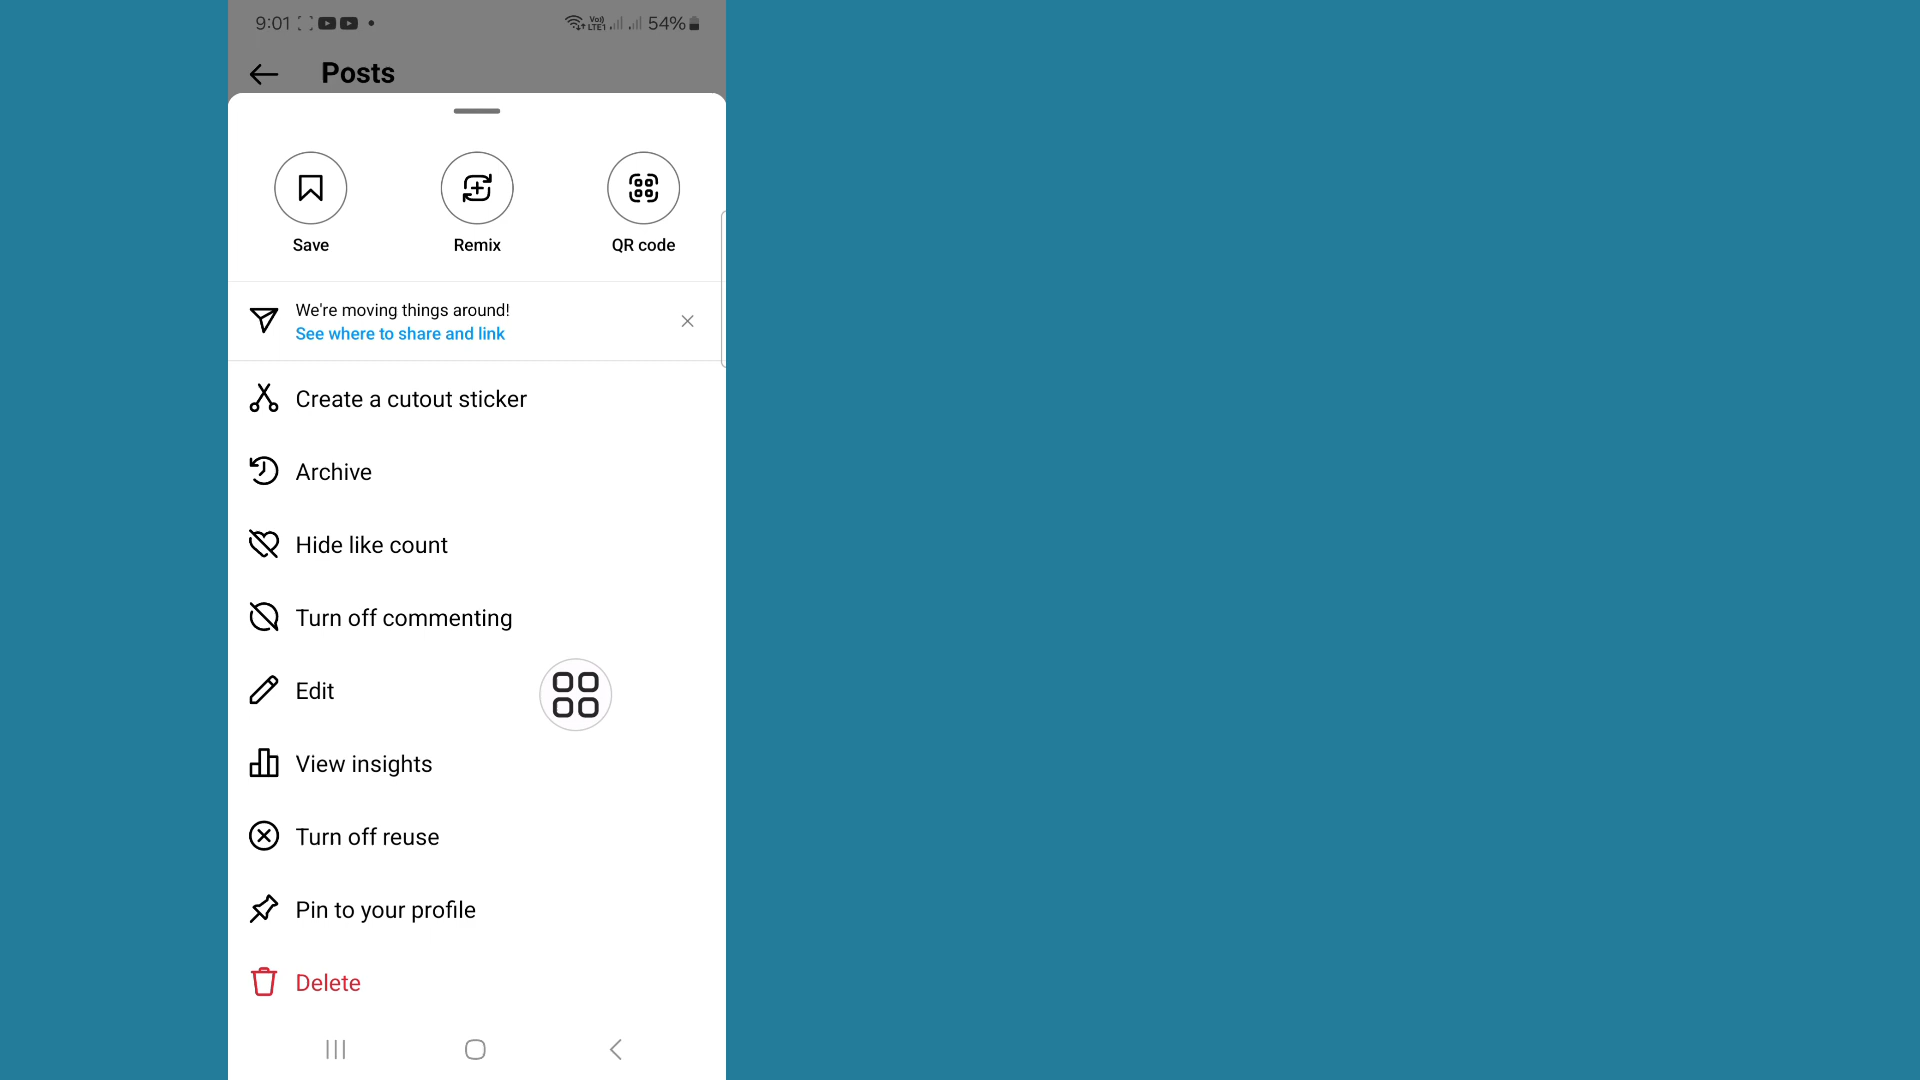 9:01
Vo)) LTE1 54%
Posts
Save
Remix
QR code
We're moving things around!
See where to share and link
Create a cutout sticker
Archive
Hide like count
Turn off commenting
Edit
View insights
Turn off reuse
Pin to your profile
Delete